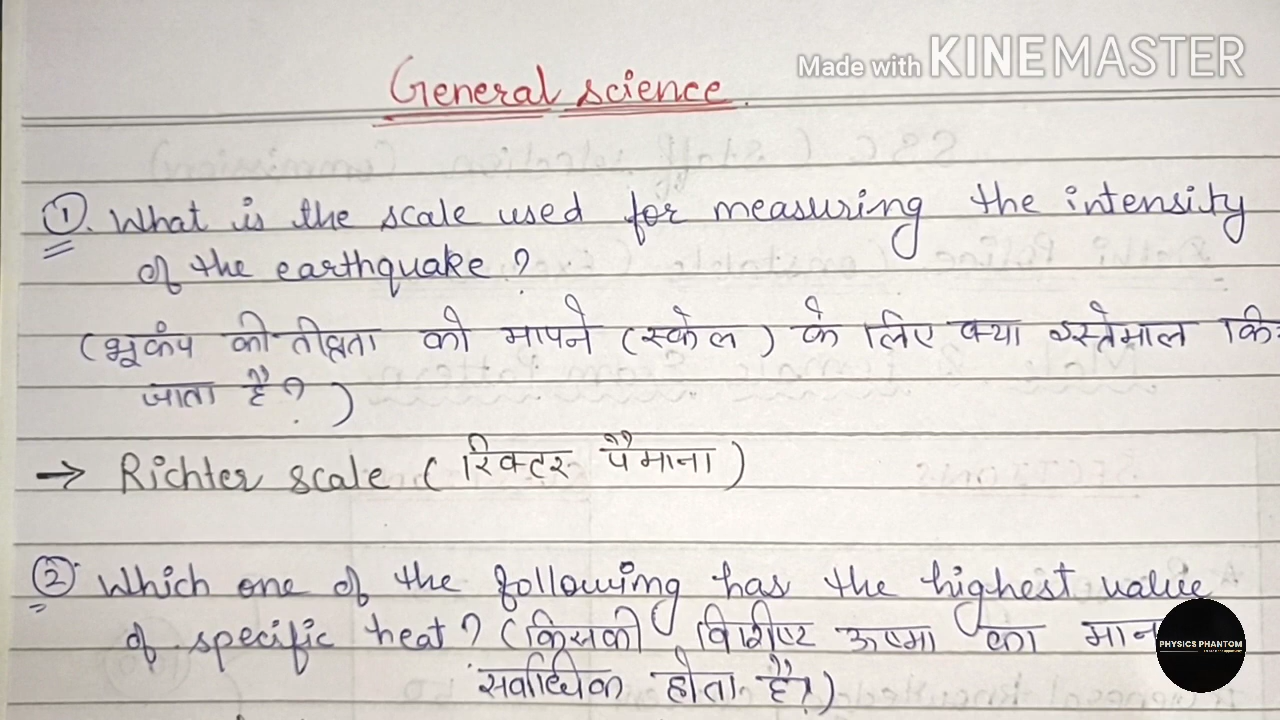 Made with KINEMASTER
General science.
①. What is the scale used for measuring the intensity
of the earthquake?
(भूकंप की तीव्रता को मापने (स्केल) के लिए क्या इस्तेमाल कि
जाता है?)
→ Richter scale (रिक्टर पैमाना)
② Which one of the following has the highest value
of specific heat? (किसकी विशिष्ट ऊष्मा का मान
सर्वाधिक होता है?)
PHYSICS PHANTOM